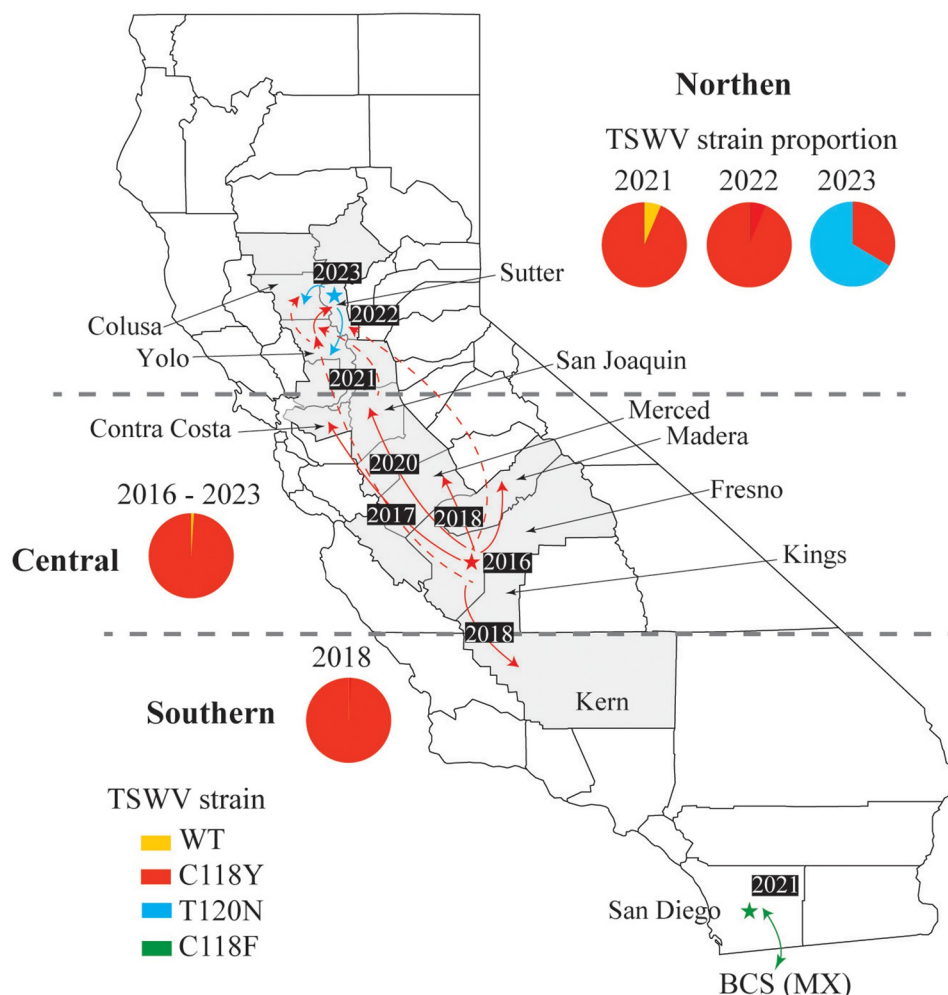 Northen
TSWV strain proportion
2021
2022
2023
2023
Sutter
2022
Colusa
Yolo
2021
San Joaquin
Contra Costa
Merced
Madera
2020
Fresno
2016 - 2023
2017
2018
Central
2016
Kings
2018
2018
Southern
Kern
TSWV strain
WT
C118Y
T120N
C118F
2021
San Diego
BCS (MX)